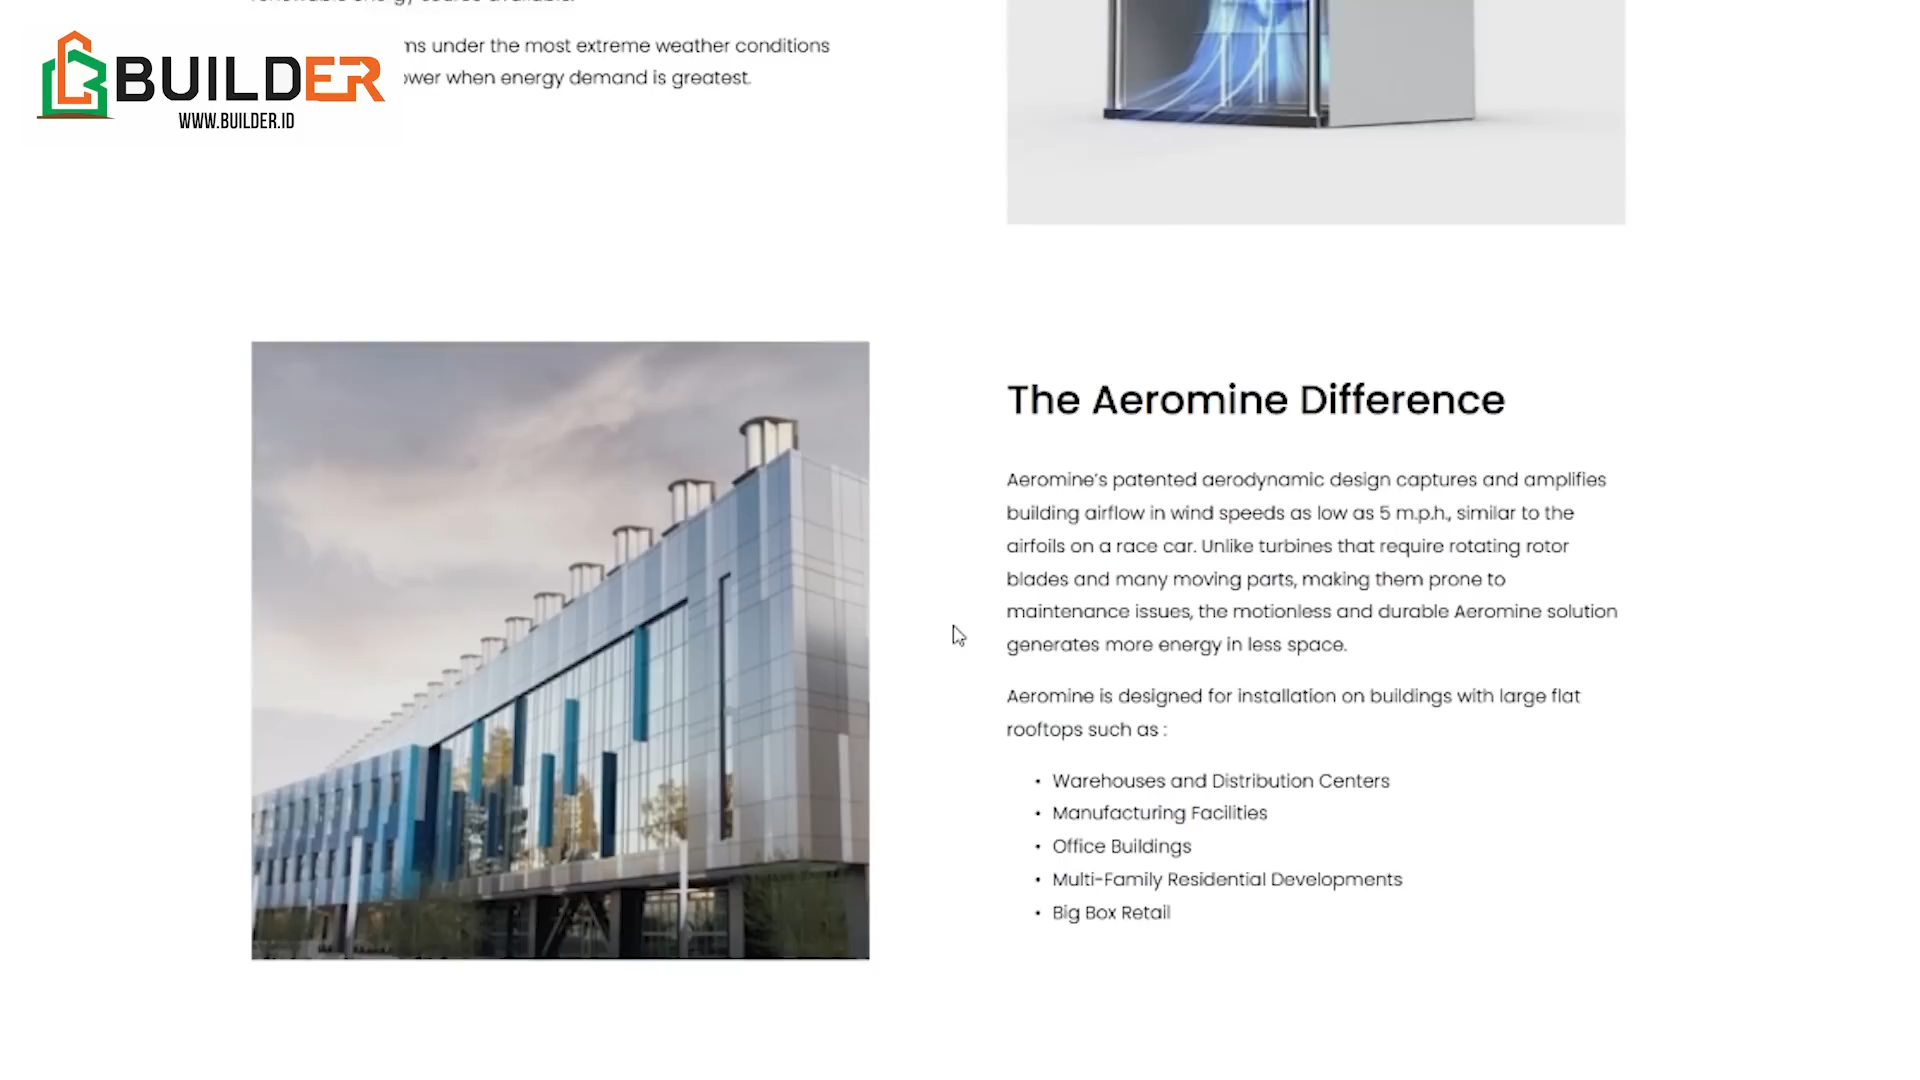 renewable energy source available.
ms under the most extreme weather conditions
ower when energy demand is greatest.
BUILDER
WWW.BUILDER.ID
The Aeromine Difference
Aeromine's patented aerodynamic design captures and amplifies
building airflow in wind speeds as low as 5 m.p.h., similar to the
airfoils on a race car. Unlike turbines that require rotating rotor
blades and many moving parts, making them prone to
maintenance issues, the motionless and durable Aeromine solution
generates more energy in less space.
Aeromine is designed for installation on buildings with large flat
rooftops such as :
• Warehouses and Distribution Centers
• Manufacturing Facilities
• Office Buildings
• Multi-Family Residential Developments
• Big Box Retail